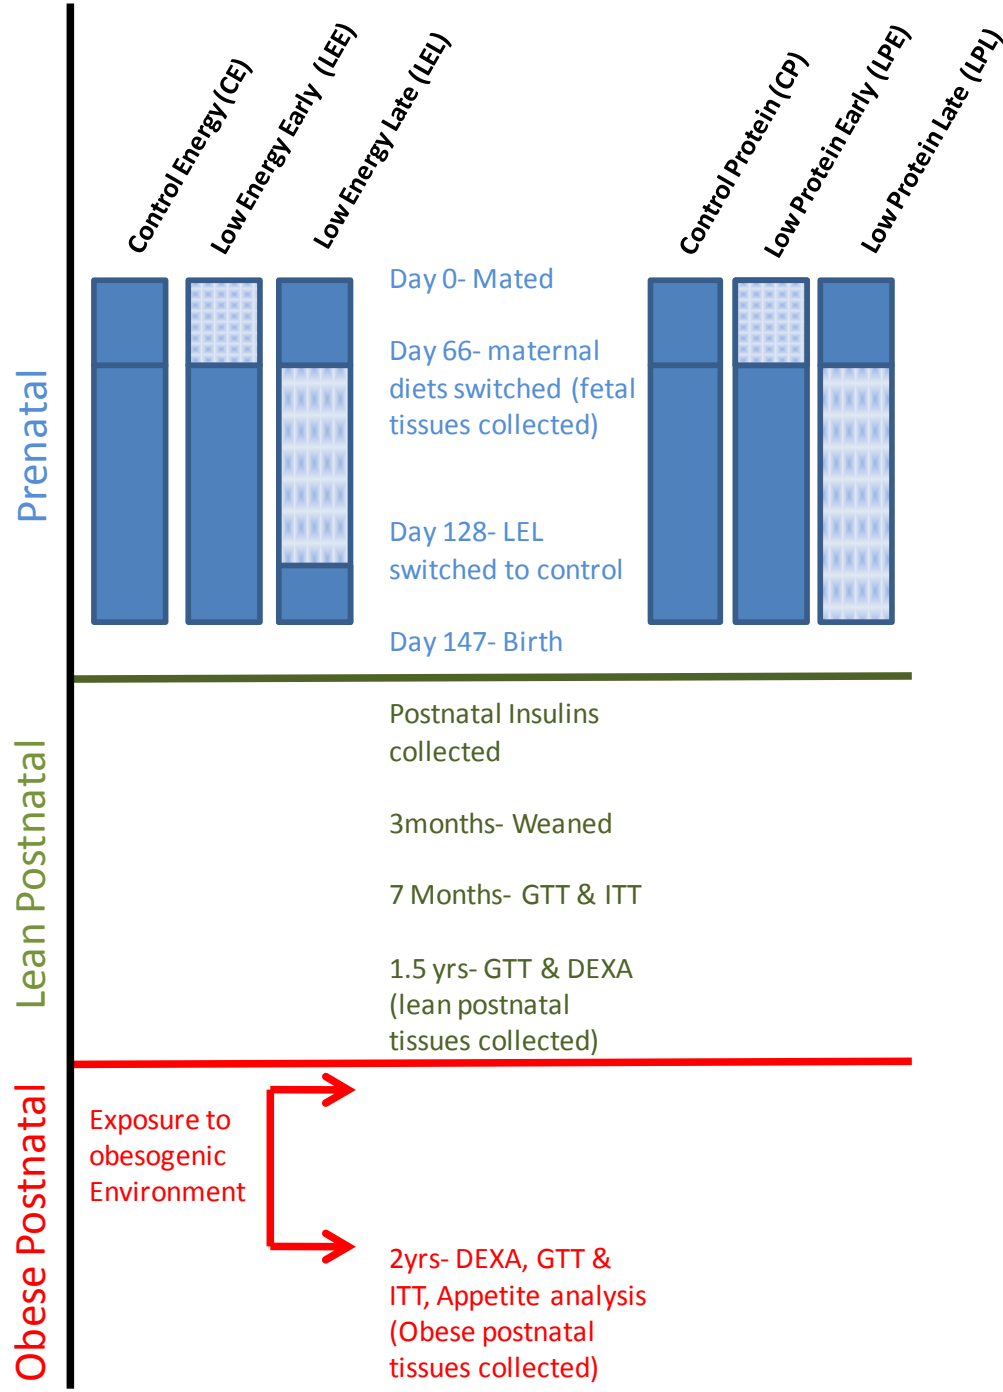 Control Energy (CE)
Low Energy Early (LEE)
Low Energy Late (LEL)
Control Protein (CP)
Low Protein Early (LPE)
Low Protein Late (LPL)
Prenatal
Day 0- Mated
Day 66- maternal
diets switched (fetal
tissues collected)
Day 128- LEL
switched to control
Day 147- Birth
Lean Postnatal
Postnatal Insulins
collected
3months- Weaned
7 Months- GTT & ITT
1.5 yrs- GTT & DEXA
(lean postnatal
tissues collected)
Obese Postnatal
Exposure to
obesogenic
Environment
2yrs- DEXA, GTT &
ITT, Appetite analysis
(Obese postnatal
tissues collected)